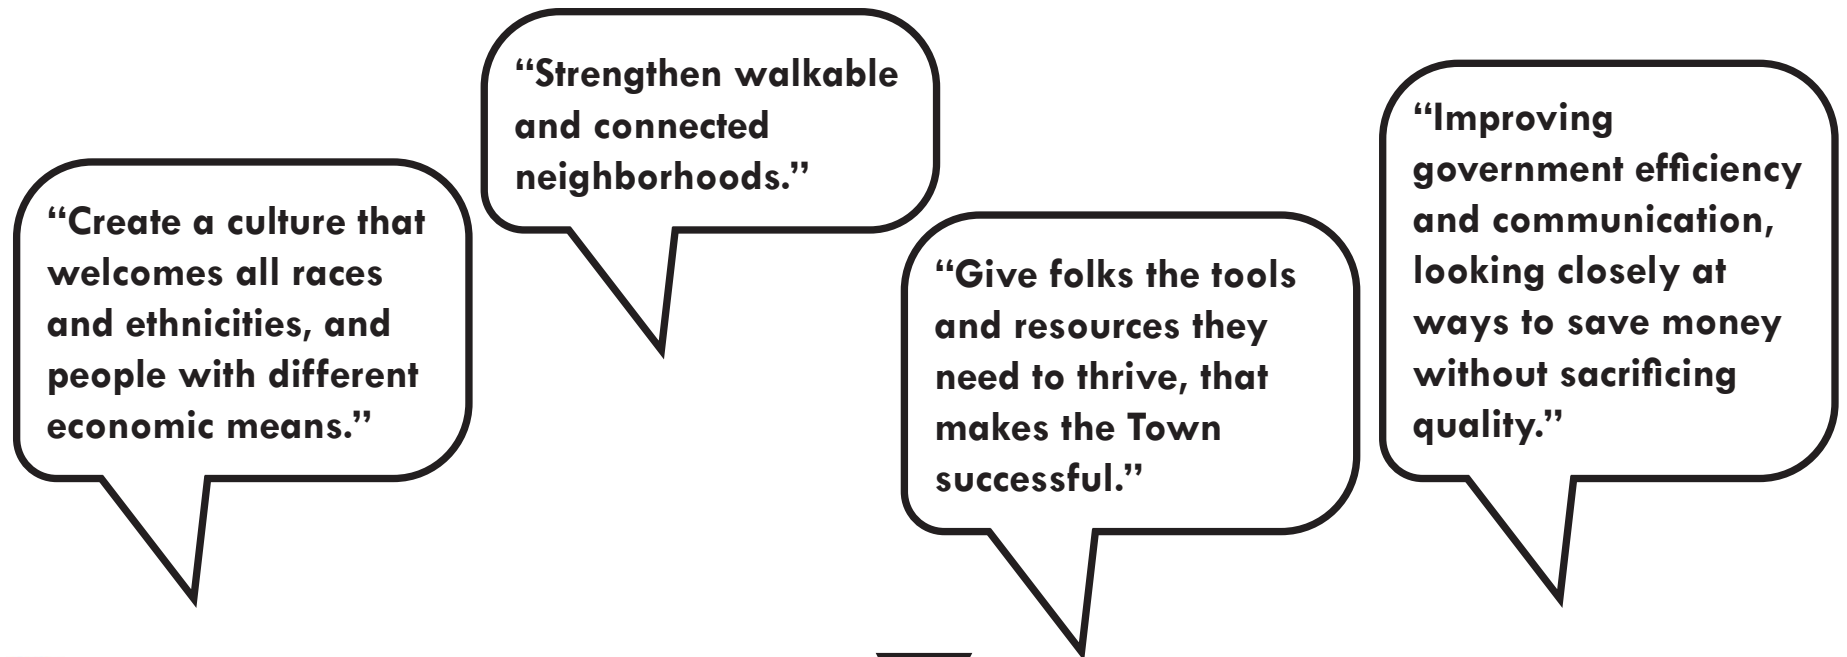 “Create a culture that
welcomes all races
and ethnicities, and
people with different
economic means.”
“Strengthen walkable
and connected
neighborhoods.”
“Give folks the tools
and resources they
need to thrive, that
makes the Town
successful.”
“Improving
government efficiency
and communication,
looking closely at
ways to save money
without sacrificing
quality.”